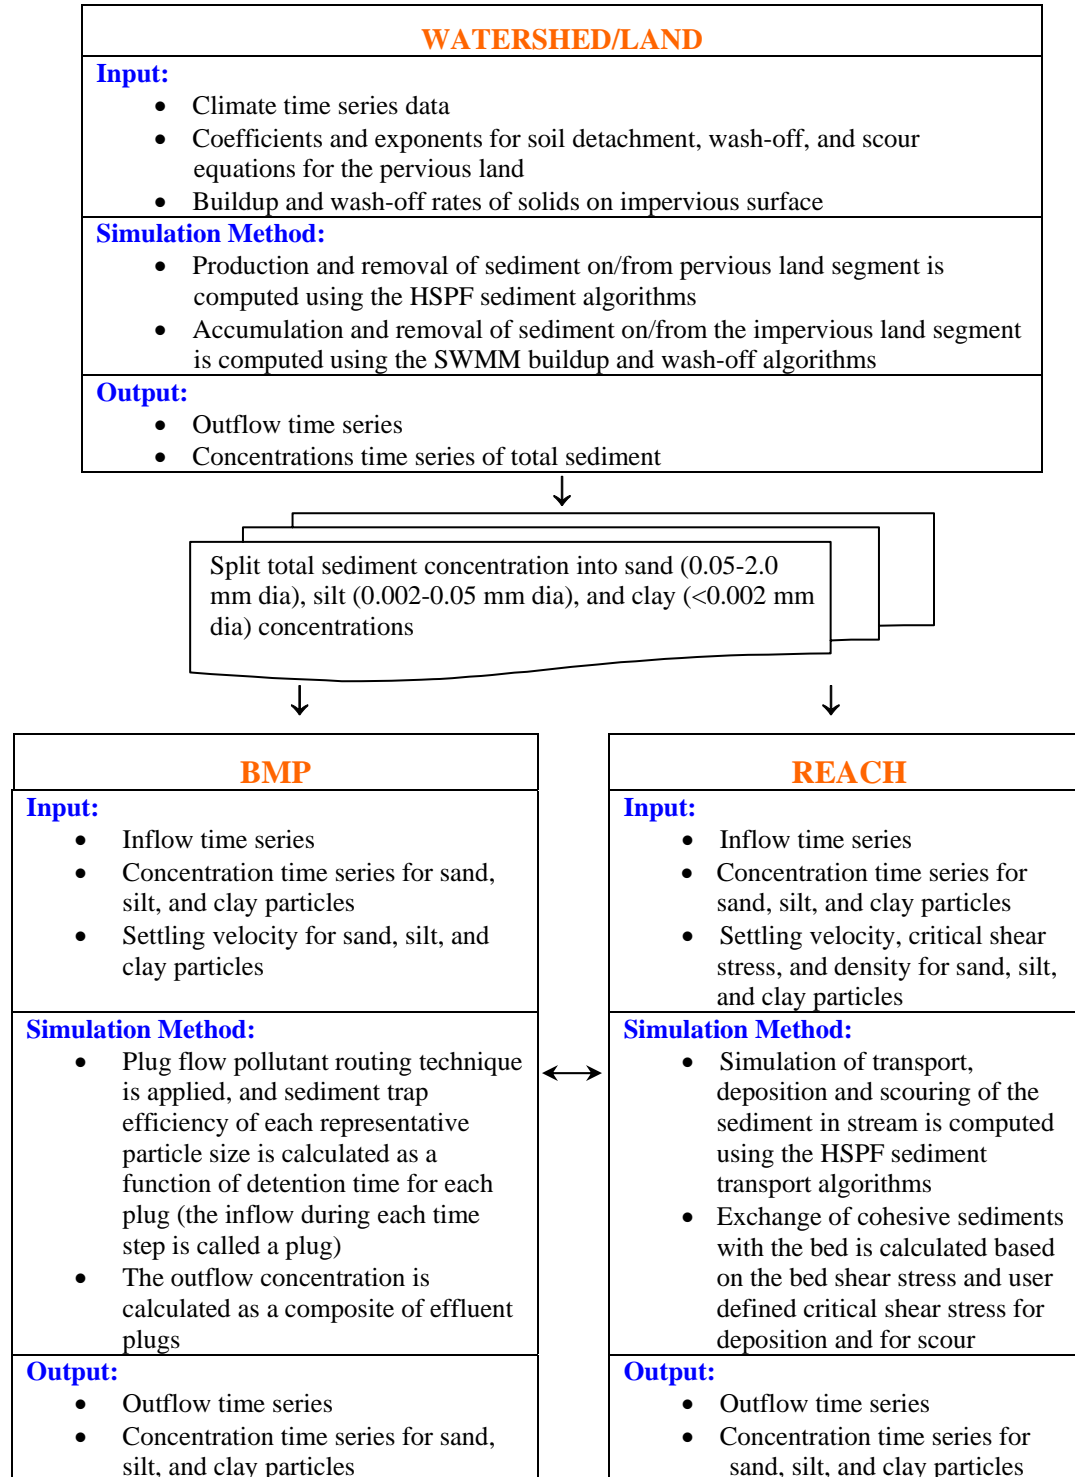 WATERSHED/LAND
Input:
• Climate time series data
• Coefficients and exponents for soil detachment, wash-off, and scour
equations for the pervious land
• Buildup and wash-off rates of solids on impervious surface
Simulation Method:
• Production and removal of sediment on/from pervious land segment is
computed using the HSPF sediment algorithms
• Accumulation and removal of sediment on/from the impervious land segment
is computed using the SWMM buildup and wash-off algorithms
Output:
• Outflow time series
• Concentrations time series of total sediment
Split total sediment concentration into sand (0.05-2.0
mm dia), silt (0.002-0.05 mm dia), and clay (<0.002 mm
dia) concentrations
BMP
Input:
• Inflow time series
• Concentration time series for sand,
silt, and clay particles
• Settling velocity for sand, silt, and
clay particles
Simulation Method:
• Plug flow pollutant routing technique
is applied, and sediment trap
efficiency of each representative
particle size is calculated as a
function of detention time for each
plug (the inflow during each time
step is called a plug)
• The outflow concentration is
calculated as a composite of effluent
plugs
Output:
• Outflow time series
• Concentration time series for sand,
silt, and clay particles
REACH
Input:
• Inflow time series
• Concentration time series for
sand, silt, and clay particles
• Settling velocity, critical shear
stress, and density for sand, silt,
and clay particles
Simulation Method:
• Simulation of transport,
deposition and scouring of the
sediment in stream is computed
using the HSPF sediment
transport algorithms
• Exchange of cohesive sediments
with the bed is calculated based
on the bed shear stress and user
defined critical shear stress for
deposition and for scour
Output:
• Outflow time series
• Concentration time series for
sand, silt, and clay particles